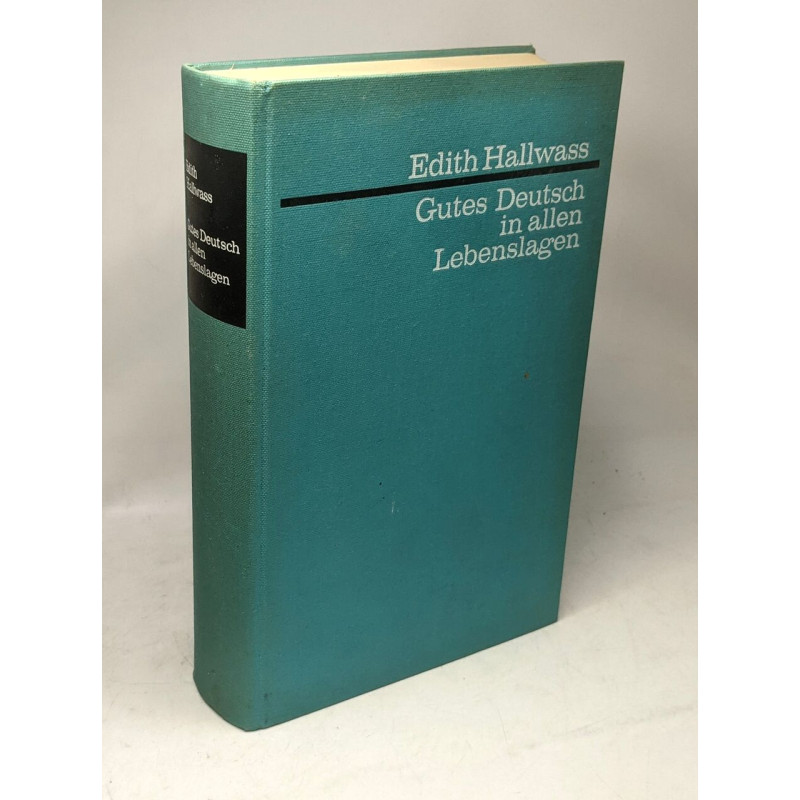 Edith Hallwass
Gutes Deutsch
in allen
Lebenslagen
Edith
Hallwass
Gutes Deutsch
in allen
Lebenslagen